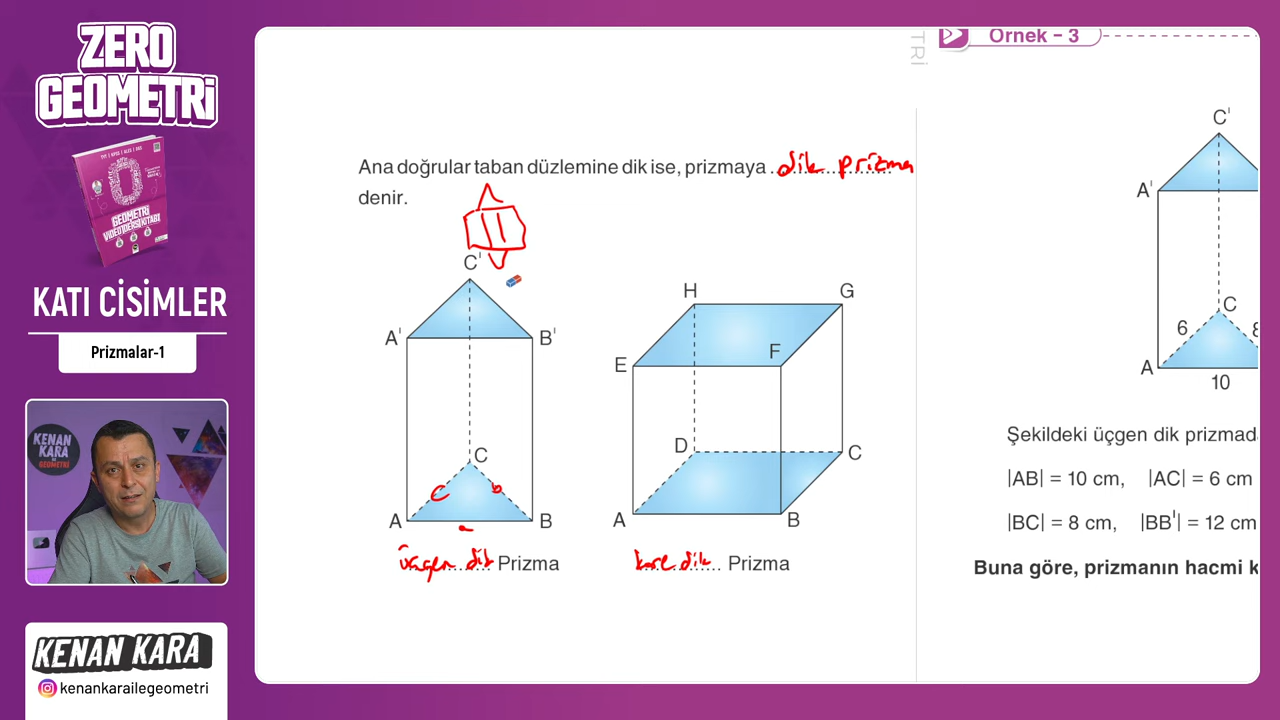 ZERO
GEOMETRİ
GEOMETRİ
VİDEO DERS KİTABI
KATI CİSİMLER
Prizmalar-1
KENAN
KARA
GEOMETRİ
KENAN KARA
kenankarailegeometri
Ana doğrular taban düzlemine dik ise, prizmaya dik prizma
denir.
C'
A'
B'
C
c
b
A
a
B
üçgen dik Prizma
H
G
E
F
D
C
A
B
kare dik Prizma
TRİ
Örnek – 3
C'
A'
C
6
8
A
10
Şekildeki üçgen dik prizmad
|AB| = 10 cm, |AC| = 6 cm
|BC| = 8 cm, |BB'| = 12 cm
Buna göre, prizmanın hacmi k